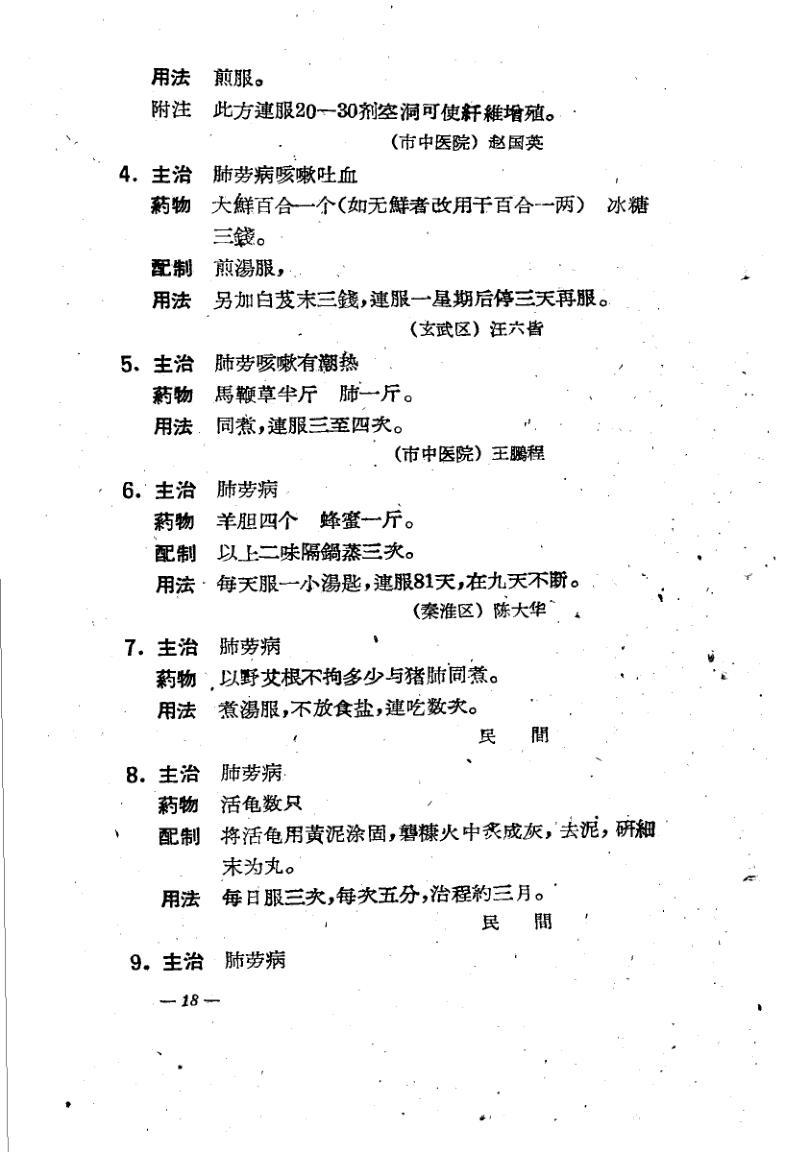 用法 煎服。
附注 此方連服20—30剂空洞可使纤維增殖。
(市中医院) 赵国英
4. 主治 肺劳病咳嗽吐血
葯物 大鮮百合一个(如无鮮者改用干百合一两) 冰糖
三錢。
配制 煎湯服,
用法 另加白芨末三錢,連服一星期后停三天再服。
(玄武区) 汪六皆
5. 主治 肺劳咳嗽有潮热
葯物 馬鞭草半斤 肺一斤。
用法 同煮,連服三至四次。
(市中医院) 王鵬程
6. 主治 肺劳病
葯物 羊胆四个 蜂蜜一斤。
配制 以上二味隔鍋蒸三次。
用法 每天服一小湯匙,連服81天,在九天不断。
(秦淮区) 陈大华
7. 主治 肺劳病
葯物 以野艾根不拘多少与猪肺同煮。
用法 煮湯服,不放食盐,連吃数次。
民 間
8. 主治 肺劳病
葯物 活龟数只
配制 将活龟用黄泥涂固,礱糠火中炙成灰,去泥,研細
末为丸。
用法 每日服三次,每次五分,治程約三月。
民 間
9. 主治 肺劳病
— 18 —